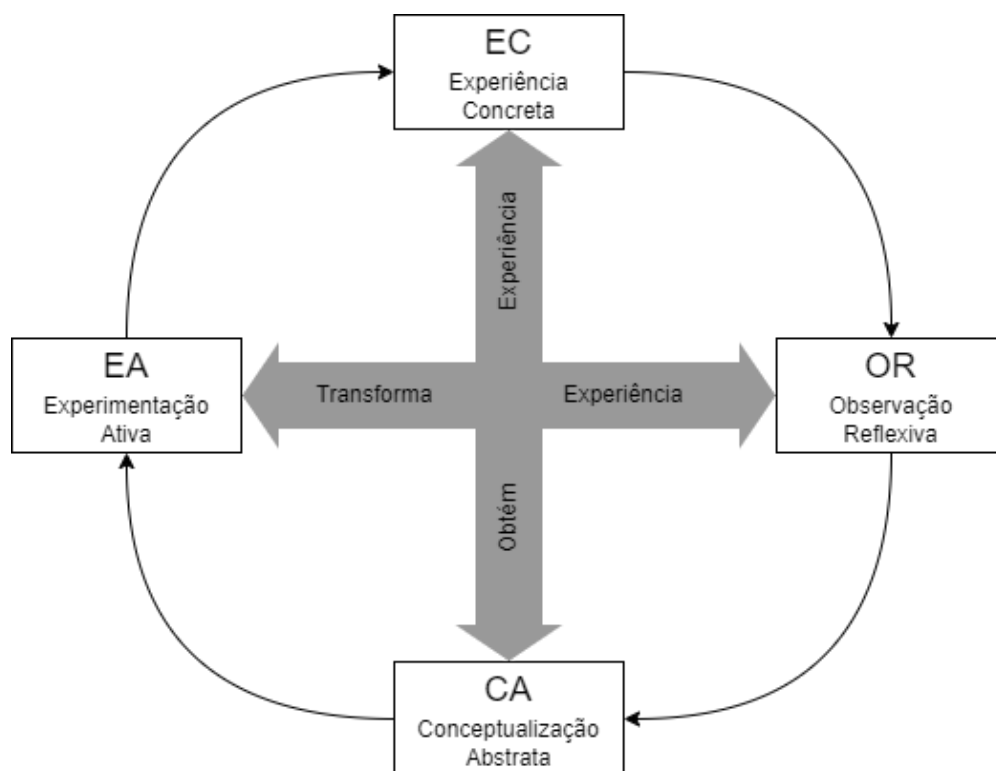 EC
Experiência
Concreta
Experiência
EA
Experimentação
Ativa
Transforma
Experiência
OR
Observação
Reflexiva
Obtém
CA
Conceptualização
Abstrata